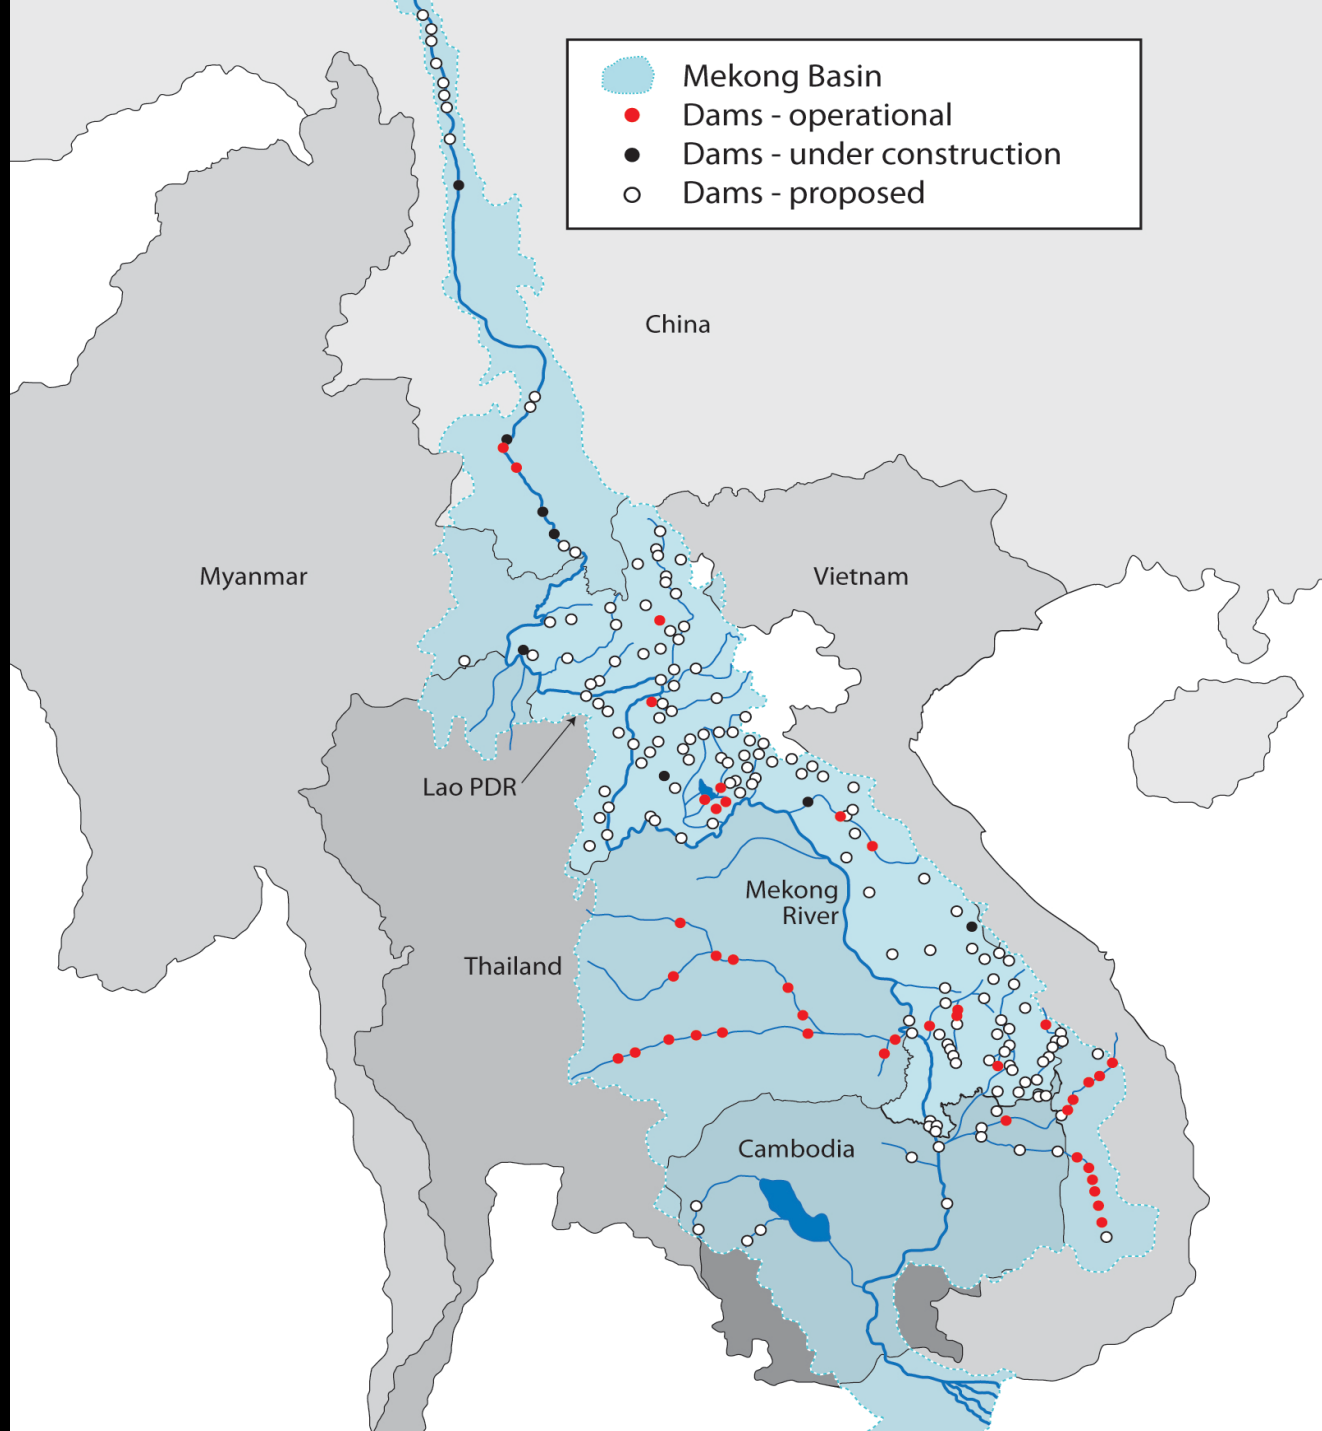 Mekong Basin
Dams - operational
Dams - under construction
Dams - proposed
China
Myanmar
Vietnam
Lao PDR
Mekong
River
Thailand
Cambodia